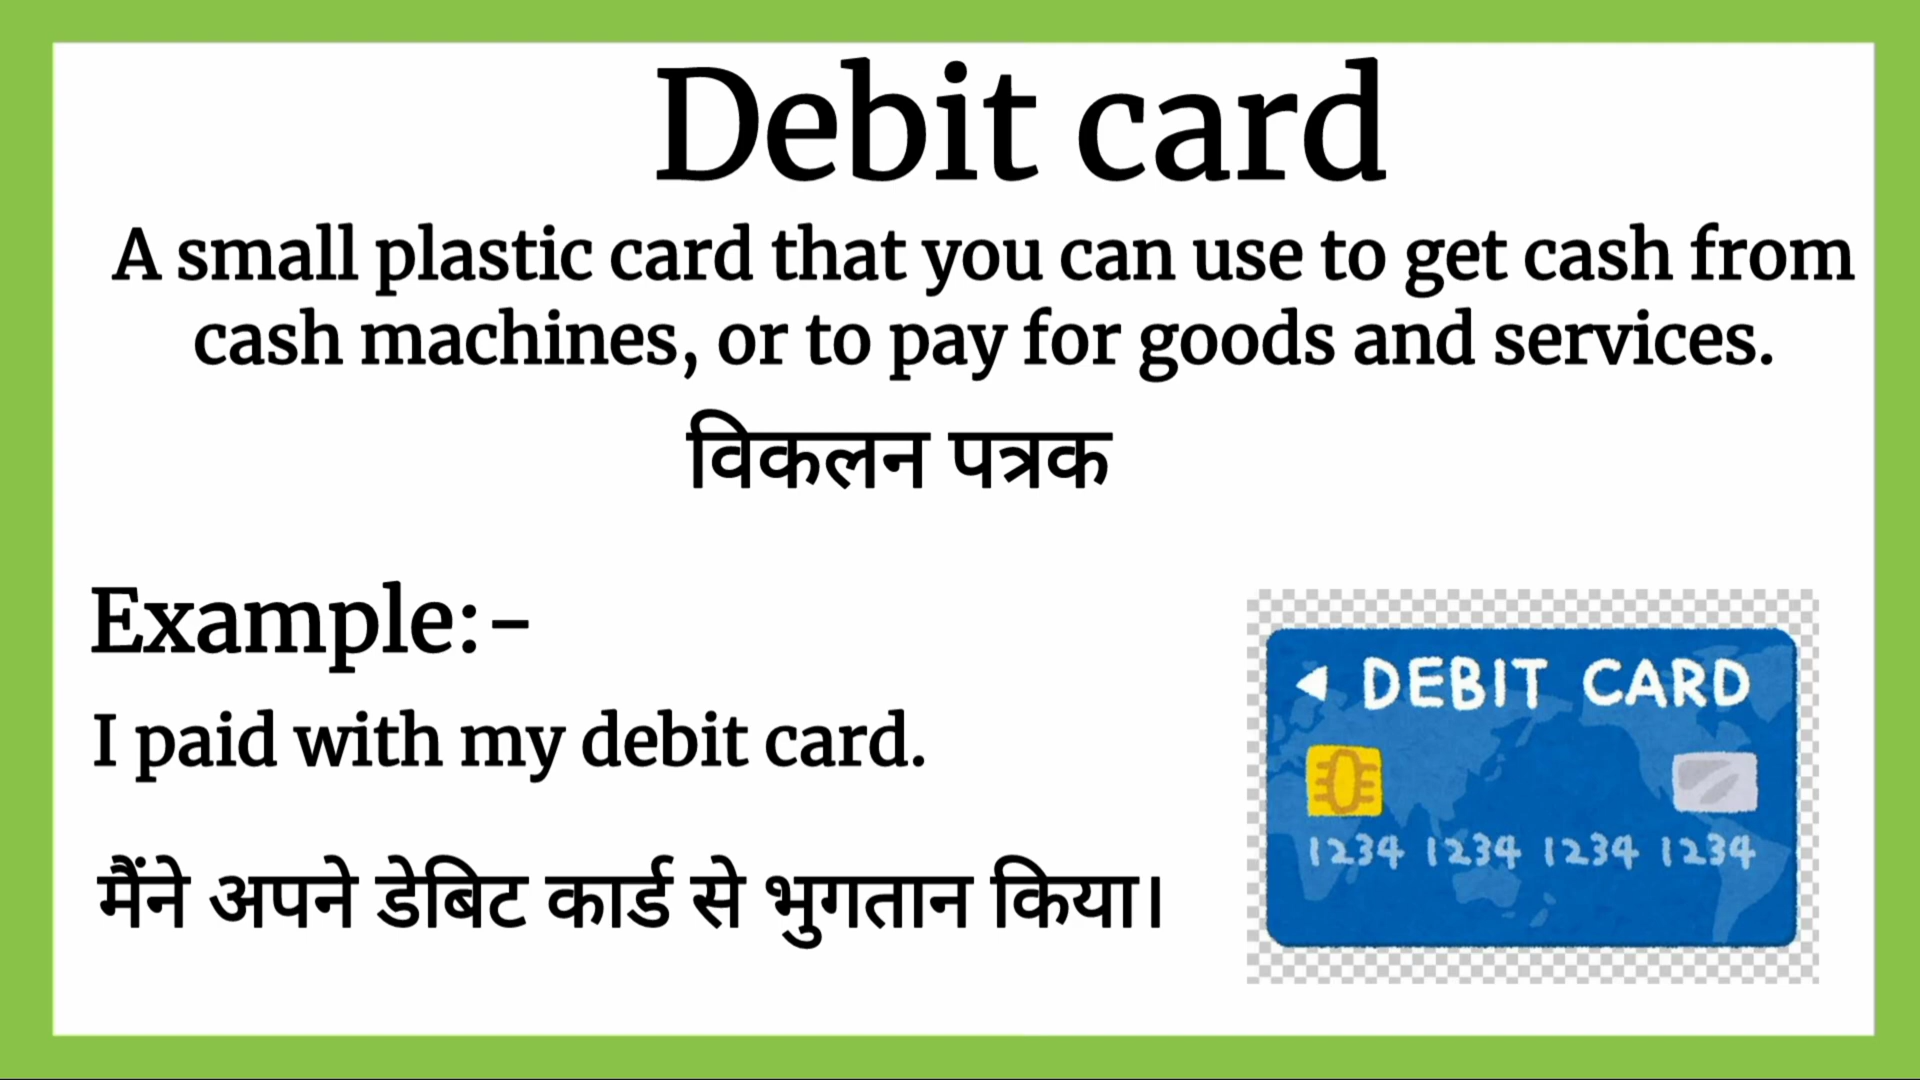 Debit card
A small plastic card that you can use to get cash from
cash machines, or to pay for goods and services.
विकलन पत्रक
Example:-
I paid with my debit card.
मैंने अपने डेबिट कार्ड से भुगतान किया।
DEBIT CARD
1234 1234 1234 1234